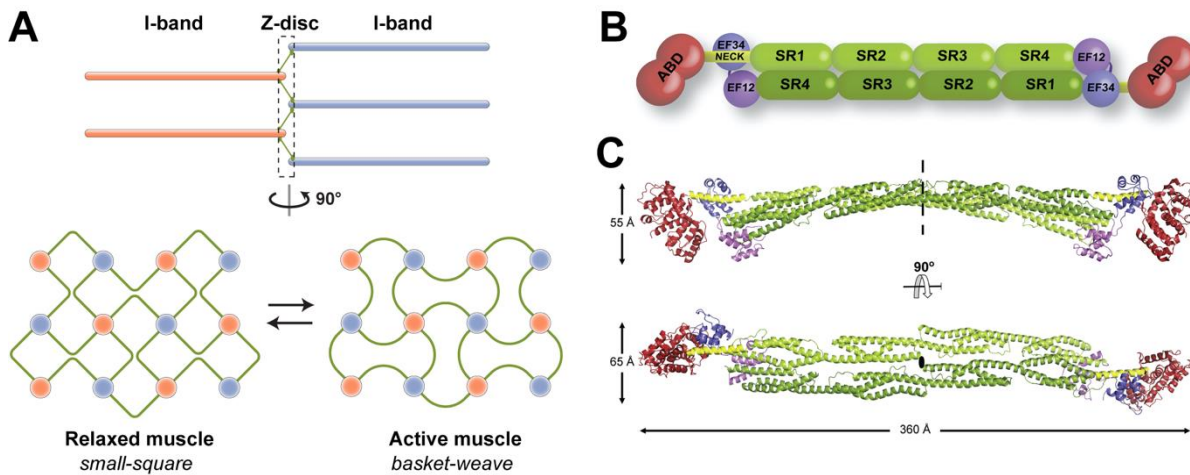 A
I-band
Z-disc
I-band
90°
Relaxed muscle
small-square
Active muscle
basket-weave
B
ABD
EF34
NECK
SR1
SR2
SR3
SR4
EF12
ABD
EF12
SR4
SR3
SR2
SR1
EF34
C
55 Å
90°
65 Å
360 Å